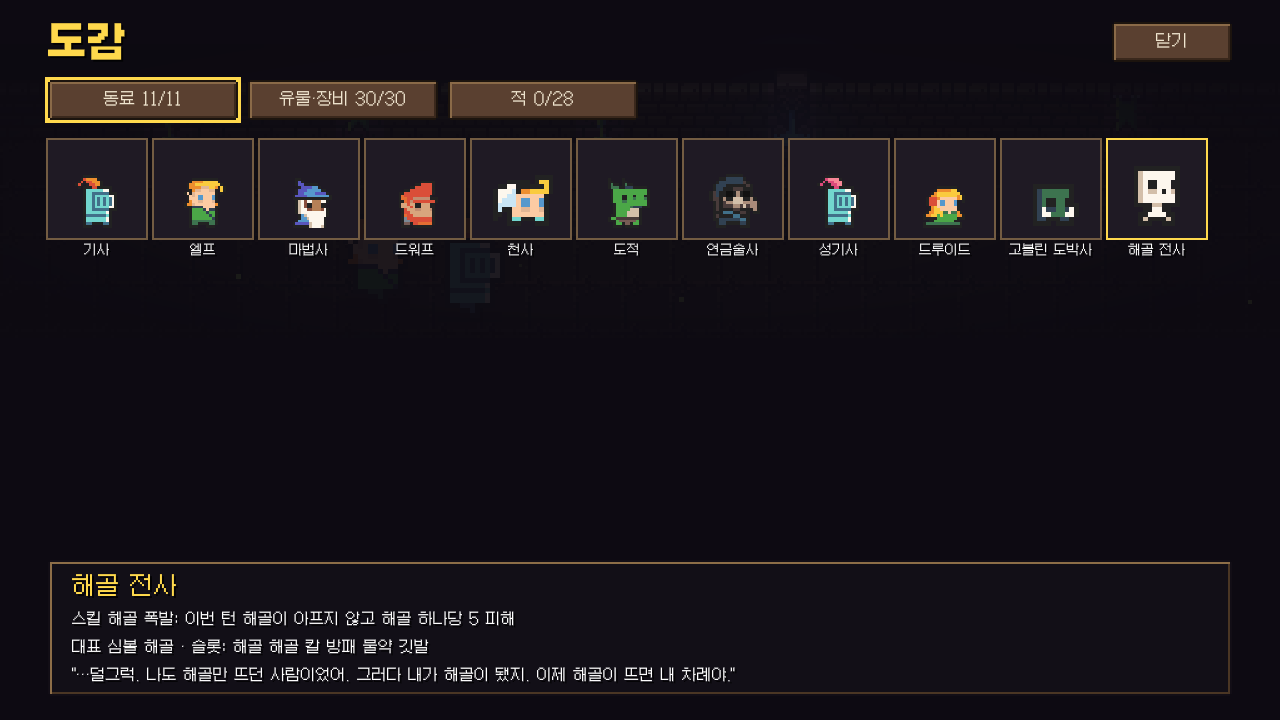 도감
닫기
동료 11/11
유물·장비 30/30
적 0/28
기사
엘프
마법사
드워프
천사
도적
연금술사
성기사
드루이드
고블린 도박사
해골 전사
해골 전사
스킬 해골 폭발: 이번 턴 해골이 아프지 않고 해골 하나당 5 피해
대표 심볼 해골 · 슬롯: 해골 해골 칼 방패 물약 깃발
"…덜그럭. 나도 해골만 뜨던 사람이었어. 그러다 내가 해골이 됐지. 이제 해골이 뜨면 내 차례야."